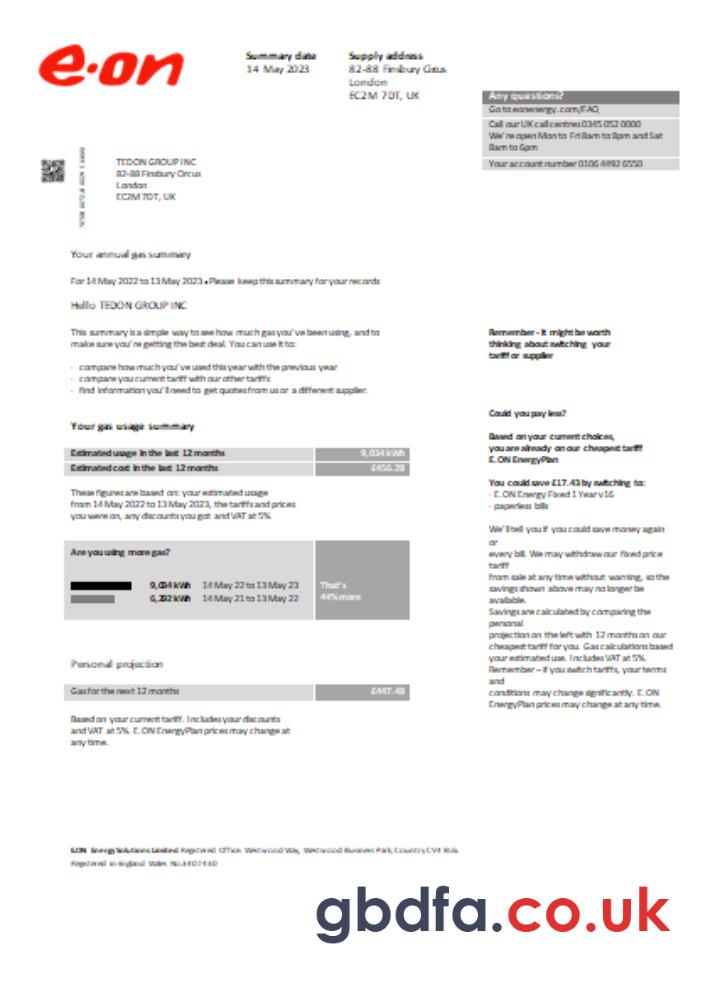 e·on
Summary date
14 May 2023
Supply address
82-88 Finsbury Circus
London
EC2M 7DT, UK
Any questions?
Go to eonenergy.com/FAQ
Call our UK call centres 0345 052 0000
We're open Mon to Fri 8am to 8pm and Sat
8am to 6pm
Your account number 0106 4492 6550
TEDON GROUP INC
82-88 Finsbury Circus
London
EC2M 7DT, UK
Your annual gas summary
For 14 May 2022 to 13 May 2023 • Please keep this summary for your records
Hello TEDON GROUP INC
This summary is a simple way to see how much gas you've been using, and to
make sure you're getting the best deal. You can use it to:
- compare how much you've used this year with the previous year
- compare you current tariff with our other tariffs
- find information you'll need to get quotes from us or a different supplier.
Your gas usage summary
Estimated usage in the last 12 months 9,034 kWh
Estimated cost in the last 12 months £456.28
These figures are based on: your estimated usage
from 14 May 2022 to 13 May 2023, the tariffs and prices
you were on, any discounts you got and VAT at 5%.
Are you using more gas?
9,034 kWh 14 May 22 to 13 May 23
6,292 kWh 14 May 21 to 13 May 22
That's
44% more
Personal projection
Gas for the next 12 months £447.48
Based on your current tariff. Includes your discounts
and VAT at 5%. E.ON EnergyPlan prices may change at
any time.
Remember - it might be worth
thinking about switching your
tariff or supplier
Could you pay less?
Based on your current choices,
you are already on our cheapest tariff
E.ON EnergyPlan
You could save £17.43 by switching to:
- E.ON Energy Fixed 1 Year v16
- paperless bills
We'll tell you if you could save money again
or
every bill. We may withdraw our fixed price
tariff
from sale at any time without warning, so the
savings shown above may no longer be
available.
Savings are calculated by comparing the
personal
projection on the left with 12 months on our
cheapest tariff for you. Gas calculations based
your estimated use. Includes VAT at 5%.
Remember – if you switch tariffs, your terms
and
conditions may change significantly. E.ON
EnergyPlan prices may change at any time.
E.ON Energy Solutions Limited Registered Office Westwood Way, Westwood Business Park, Country CV4 8LG.
Registered in England Wales No.3407430
gbdfa.co.uk